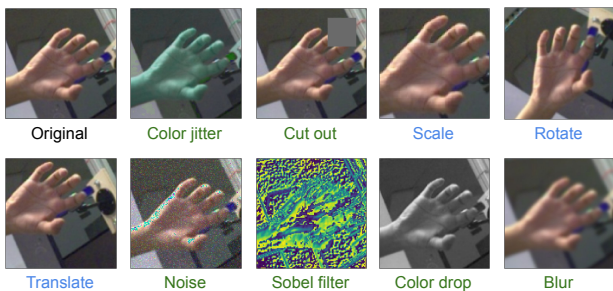 Original
Color jitter
Cut out
Scale
Rotate
Translate
Noise
Sobel filter
Color drop
Blur